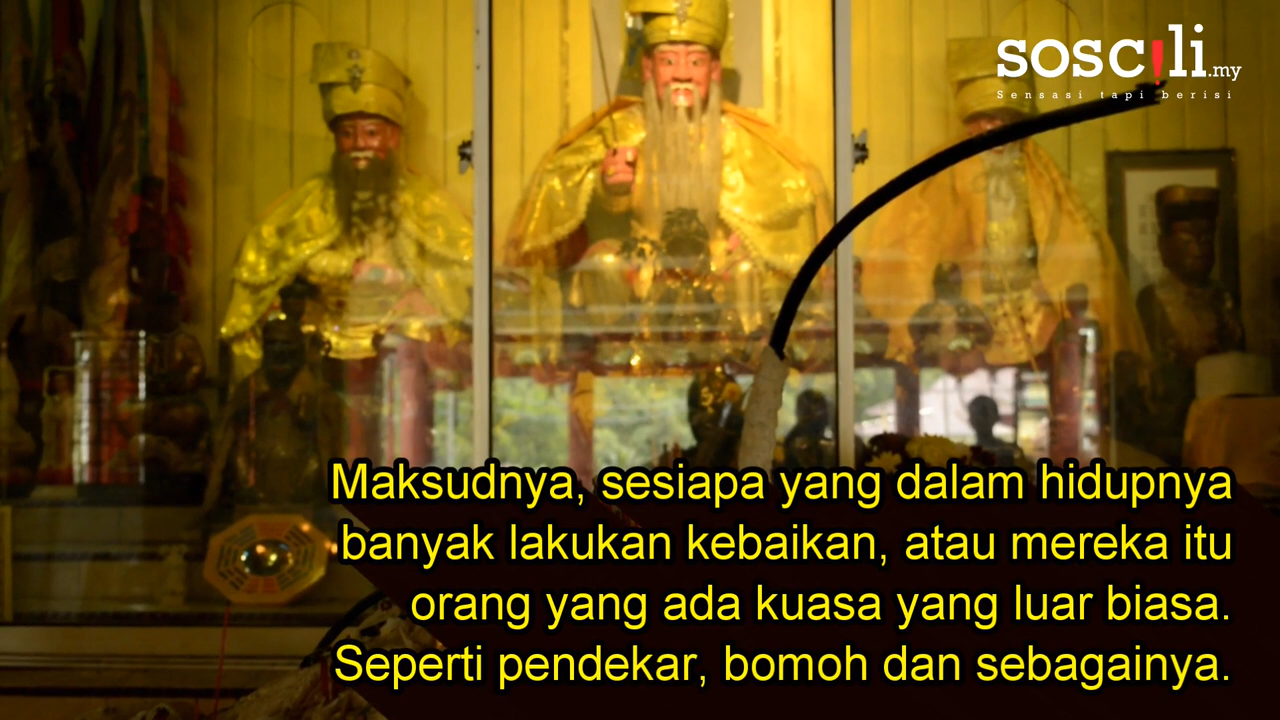 soscili.my
Sensasi tapi berisi
Maksudnya, sesiapa yang dalam hidupnya
banyak lakukan kebaikan, atau mereka itu
orang yang ada kuasa yang luar biasa.
Seperti pendekar, bomoh dan sebagainya.